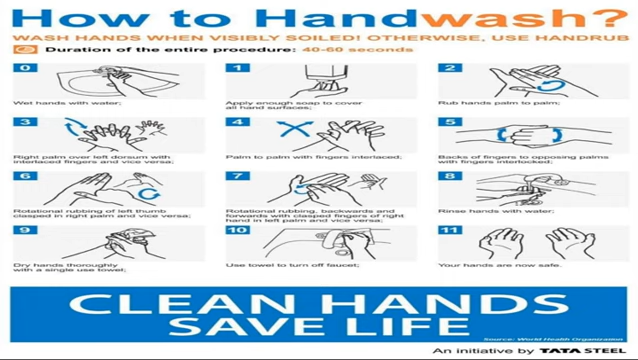 How to Handwash?
WASH HANDS WHEN VISIBLY SOILED! OTHERWISE, USE HANDRUB
Duration of the entire procedure: 40-60 seconds
0
Wet hands with water;
1
Apply enough soap to cover
all hand surfaces;
2
Rub hands palm to palm;
3
Right palm over left dorsum with
interlaced fingers and vice versa;
4
Palm to palm with fingers interlaced;
5
Backs of fingers to opposing palms
with fingers interlocked;
6
Rotational rubbing of left thumb
clasped in right palm and vice versa;
7
Rotational rubbing, backwards and
forwards with clasped fingers of right
hand in left palm and vice versa;
8
Rinse hands with water;
9
Dry hands thoroughly
with a single use towel;
10
Use towel to turn off faucet;
11
Your hands are now safe.
CLEAN HANDS
SAVE LIFE
Source: World Health Organization
An initiative by TATA STEEL